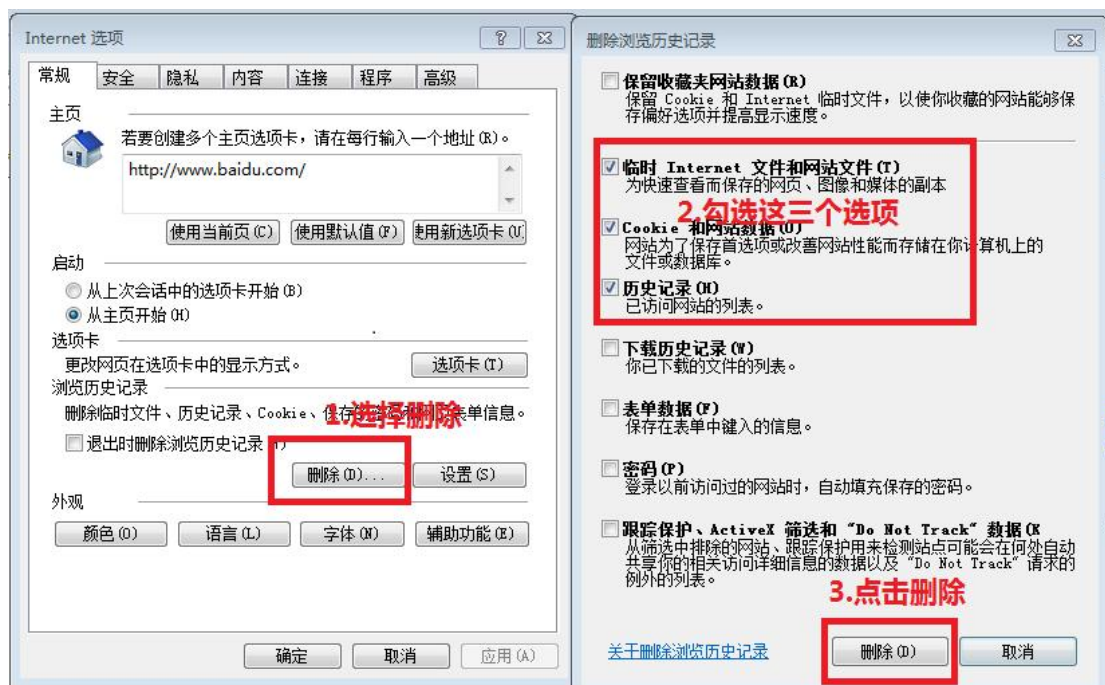 Internet 选项
常规 安全 隐私 内容 连接 程序 高级
主页
若要创建多个主页选项卡，请在每行输入一个地址(R)。
http://www.baidu.com/
使用当前页(C) 使用默认值(F) 使用新选项卡(U)
启动
从上次会话中的选项卡开始(B)
从主页开始(H)
选项卡
更改网页在选项卡中的显示方式。 选项卡(T)
浏览历史记录
删除临时文件、历史记录、Cookie、保存 表单信息。
1.选择删除
退出时删除浏览历史记录
删除(D)... 设置(S)
外观
颜色(O) 语言(L) 字体(N) 辅助功能(E)
确定 取消 应用(A)
删除浏览历史记录
保留收藏夹网站数据(R)
保留 Cookie 和 Internet 临时文件，以使你收藏的网站能够保
存偏好选项并提高显示速度。
临时 Internet 文件和网站文件(T)
为快速查看而保存的网页、图像和媒体的副本
2.勾选这三个选项
Cookie 和网站数据(O)
网站为了保存首选项或改善网站性能而存储在你计算机上的
文件或数据库。
历史记录(H)
已访问网站的列表。
下载历史记录(W)
你已下载的文件的列表。
表单数据(F)
保存在表单中键入的信息。
密码(P)
登录以前访问过的网站时，自动填充保存的密码。
跟踪保护、ActiveX 筛选和 “Do Not Track” 数据(K
从筛选中排除的网站、跟踪保护用来检测站点可能会在何处自动
共享你的相关访问详细信息的数据以及 “Do Not Track” 请求的
例外的列表。
3.点击删除
关于删除浏览历史记录 删除(D) 取消